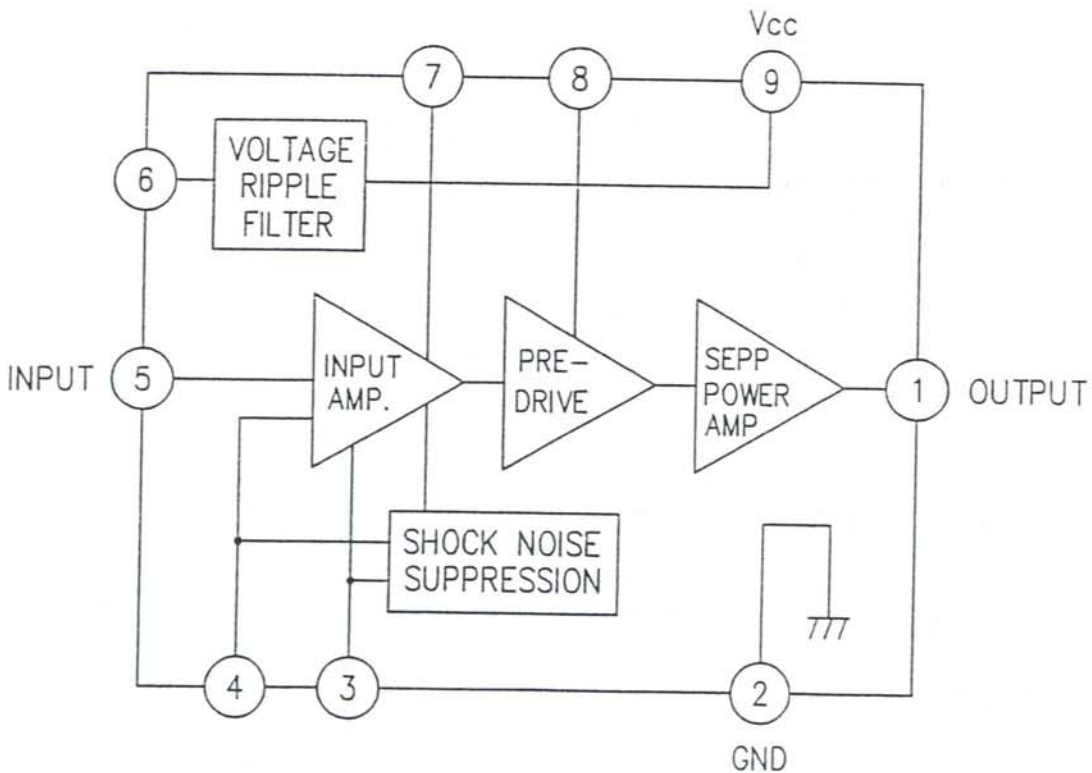 Vcc
7
8
9
VOLTAGE
RIPPLE
FILTER
6
INPUT
5
INPUT
AMP.
PRE-
DRIVE
SEPP
POWER
AMP
1
OUTPUT
SHOCK NOISE
SUPPRESSION
4
3
2
GND